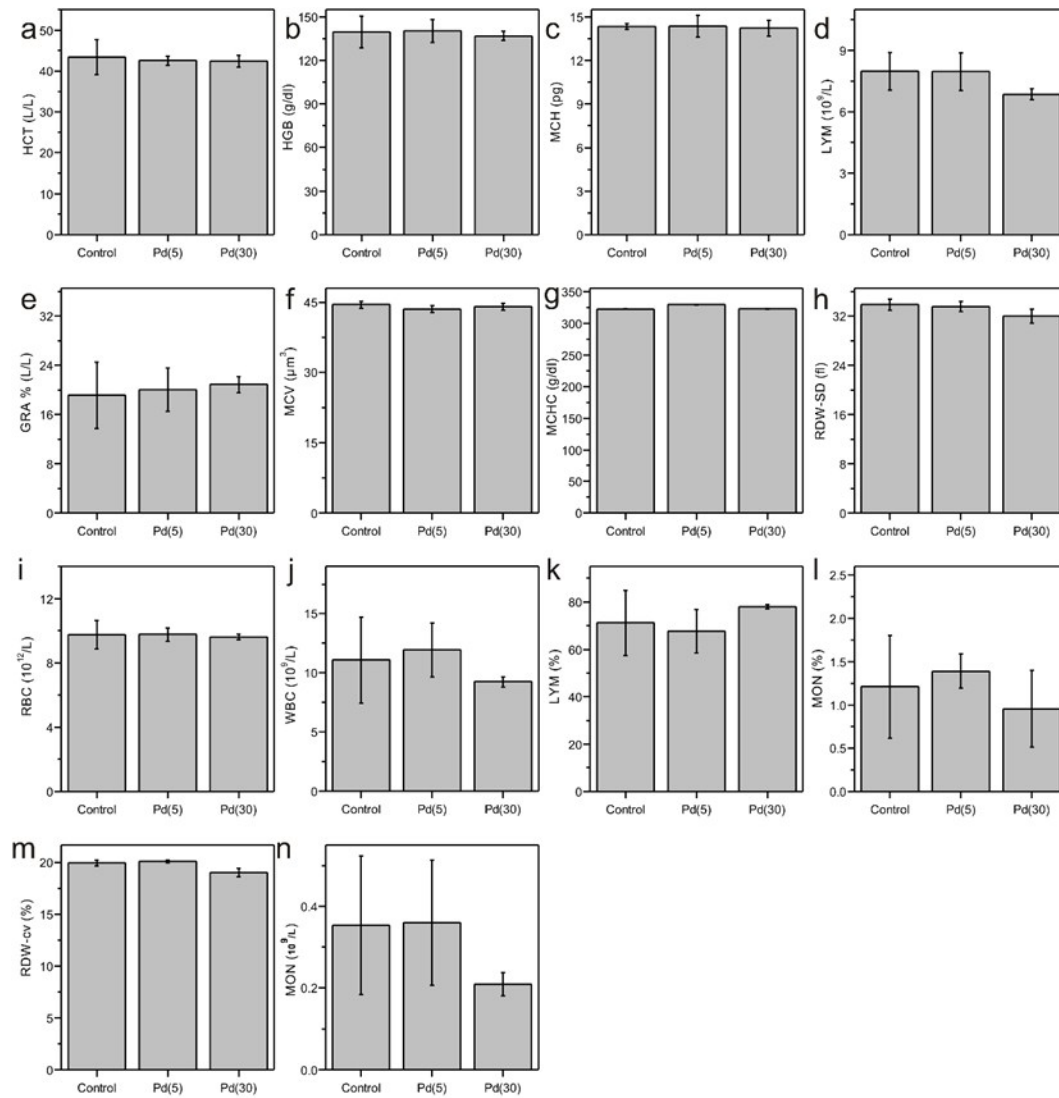 a
HCT (L/L)
50
40
30
20
10
0
Control Pd(5) Pd(30)
b
HGB (g/dl)
150
120
90
60
30
0
Control Pd(5) Pd(30)
c
MCH (pg)
15
12
9
6
3
0
Control Pd(5) Pd(30)
d
LYM (10⁹/L)
9
6
3
0
Control Pd(5) Pd(30)
e
GRA % (L/L)
32
24
16
8
0
Control Pd(5) Pd(30)
f
MCV (µm³)
45
30
15
0
Control Pd(5) Pd(30)
g
MCHC (g/dl)
350
300
250
200
150
100
50
0
Control Pd(5) Pd(30)
h
RDW-SD (fl)
32
24
16
8
0
Control Pd(5) Pd(30)
i
RBC (10¹²/L)
12
9
6
3
0
Control Pd(5) Pd(30)
j
WBC (10⁹/L)
15
10
5
0
Control Pd(5) Pd(30)
k
LYM (%)
80
60
40
20
0
Control Pd(5) Pd(30)
l
MON (%)
2.5
2.0
1.5
1.0
0.5
0.0
Control Pd(5) Pd(30)
m
RDW-cv (%)
20
15
10
5
0
Control Pd(5) Pd(30)
n
MON (10⁹/L)
0.4
0.2
0.0
Control Pd(5) Pd(30)